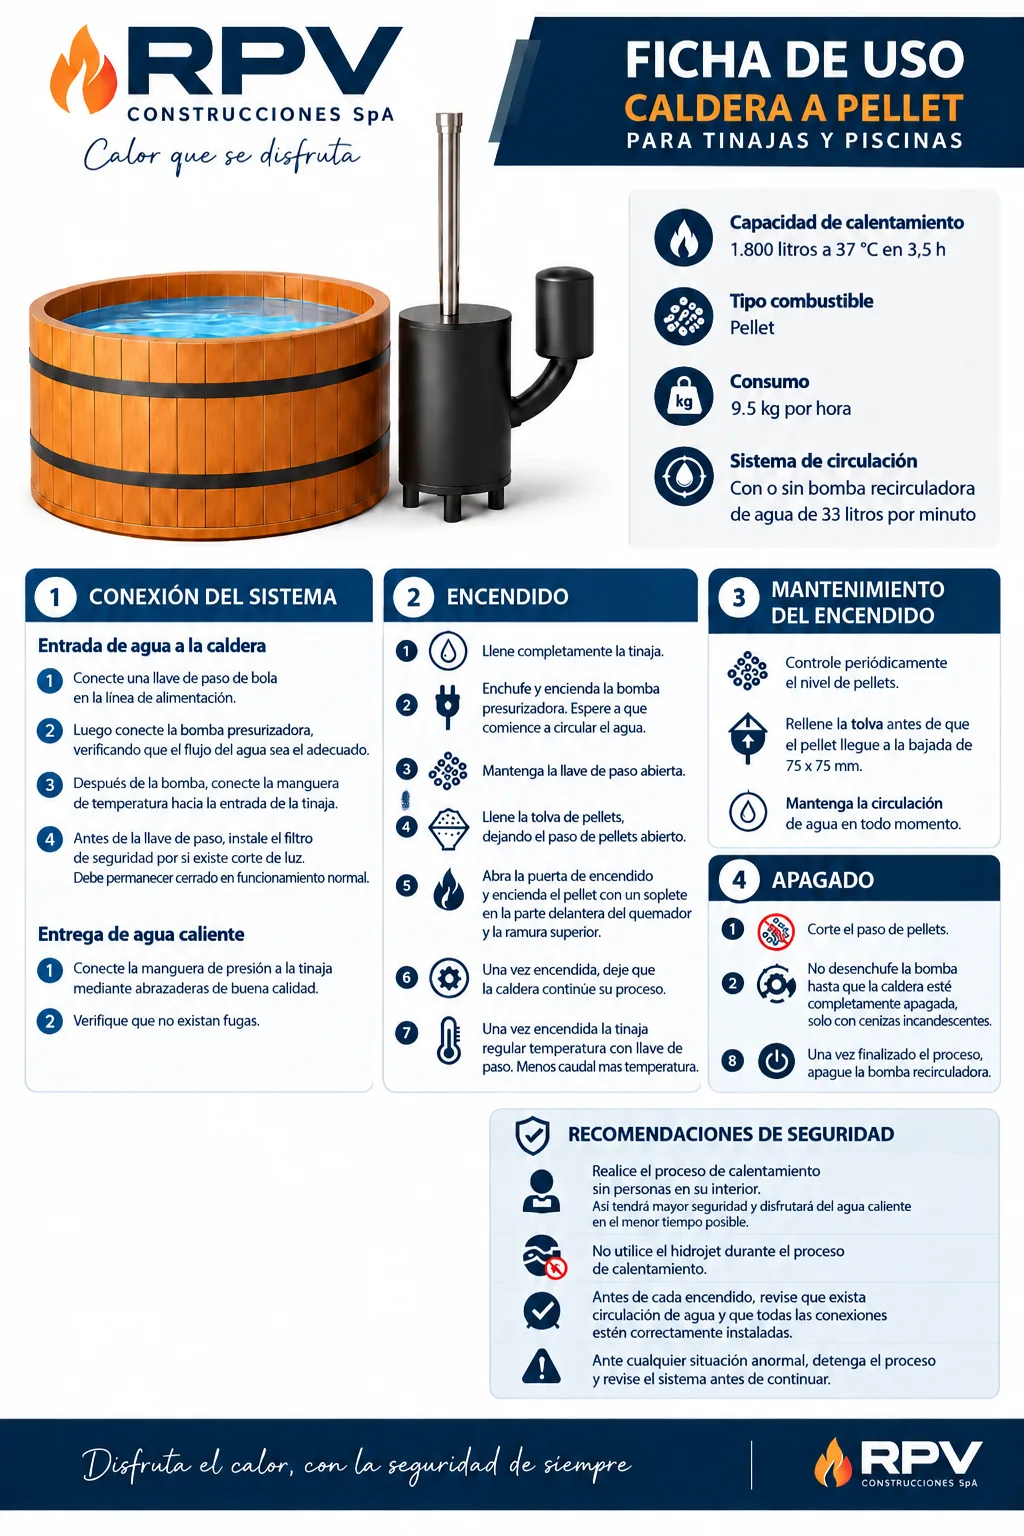 RPV
CONSTRUCCIONES SpA
Calor que se disfruta
FICHA DE USO
CALDERA A PELLET
PARA TINAJAS Y PISCINAS
Capacidad de calentamiento
1.800 litros a 37 °C en 3,5 h
Tipo combustible
Pellet
kg
Consumo
9.5 kg por hora
Sistema de circulación
Con o sin bomba recirculadora
de agua de 33 litros por minuto
1 CONEXIÓN DEL SISTEMA
Entrada de agua a la caldera
1 Conecte una llave de paso de bola
en la línea de alimentación.
2 Luego conecte la bomba presurizadora,
verificando que el flujo del agua sea el adecuado.
3 Después de la bomba, conecte la manguera
de temperatura hacia la entrada de la tinaja.
4 Antes de la llave de paso, instale el filtro
de seguridad por si existe corte de luz.
Debe permanecer cerrado en funcionamiento normal.
Entrega de agua caliente
1 Conecte la manguera de presión a la tinaja
mediante abrazaderas de buena calidad.
2 Verifique que no existan fugas.
2 ENCENDIDO
1 Llene completamente la tinaja.
2 Enchufe y encienda la bomba
presurizadora. Espere a que
comience a circular el agua.
3 Mantenga la llave de paso abierta.
4 Llene la tolva de pellets,
dejando el paso de pellets abierto.
5 Abra la puerta de encendido
y encienda el pellet con un soplete
en la parte delantera del quemador
y la ramura superior.
6 Una vez encendida, deje que
la caldera continúe su proceso.
7 Una vez encendida la tinaja
regular temperatura con llave de
paso. Menos caudal mas temperatura.
3 MANTENIMIENTO
DEL ENCENDIDO
Controle periódicamente
el nivel de pellets.
Rellene la tolva antes de que
el pellet llegue a la bajada de
75 x 75 mm.
Mantenga la circulación
de agua en todo momento.
4 APAGADO
1 Corte el paso de pellets.
2 No desenchufe la bomba
hasta que la caldera esté
completamente apagada,
solo con cenizas incandescentes.
8 Una vez finalizado el proceso,
apague la bomba recirculadora.
RECOMENDACIONES DE SEGURIDAD
Realice el proceso de calentamiento
sin personas en su interior.
Así tendrá mayor seguridad y disfrutará del agua caliente
en el menor tiempo posible.
No utilice el hidrojet durante el proceso
de calentamiento.
Antes de cada encendido, revise que exista
circulación de agua y que todas las conexiones
estén correctamente instaladas.
Ante cualquier situación anormal, detenga el proceso
y revise el sistema antes de continuar.
Disfruta el calor, con la seguridad de siempre
RPV
CONSTRUCCIONES SpA